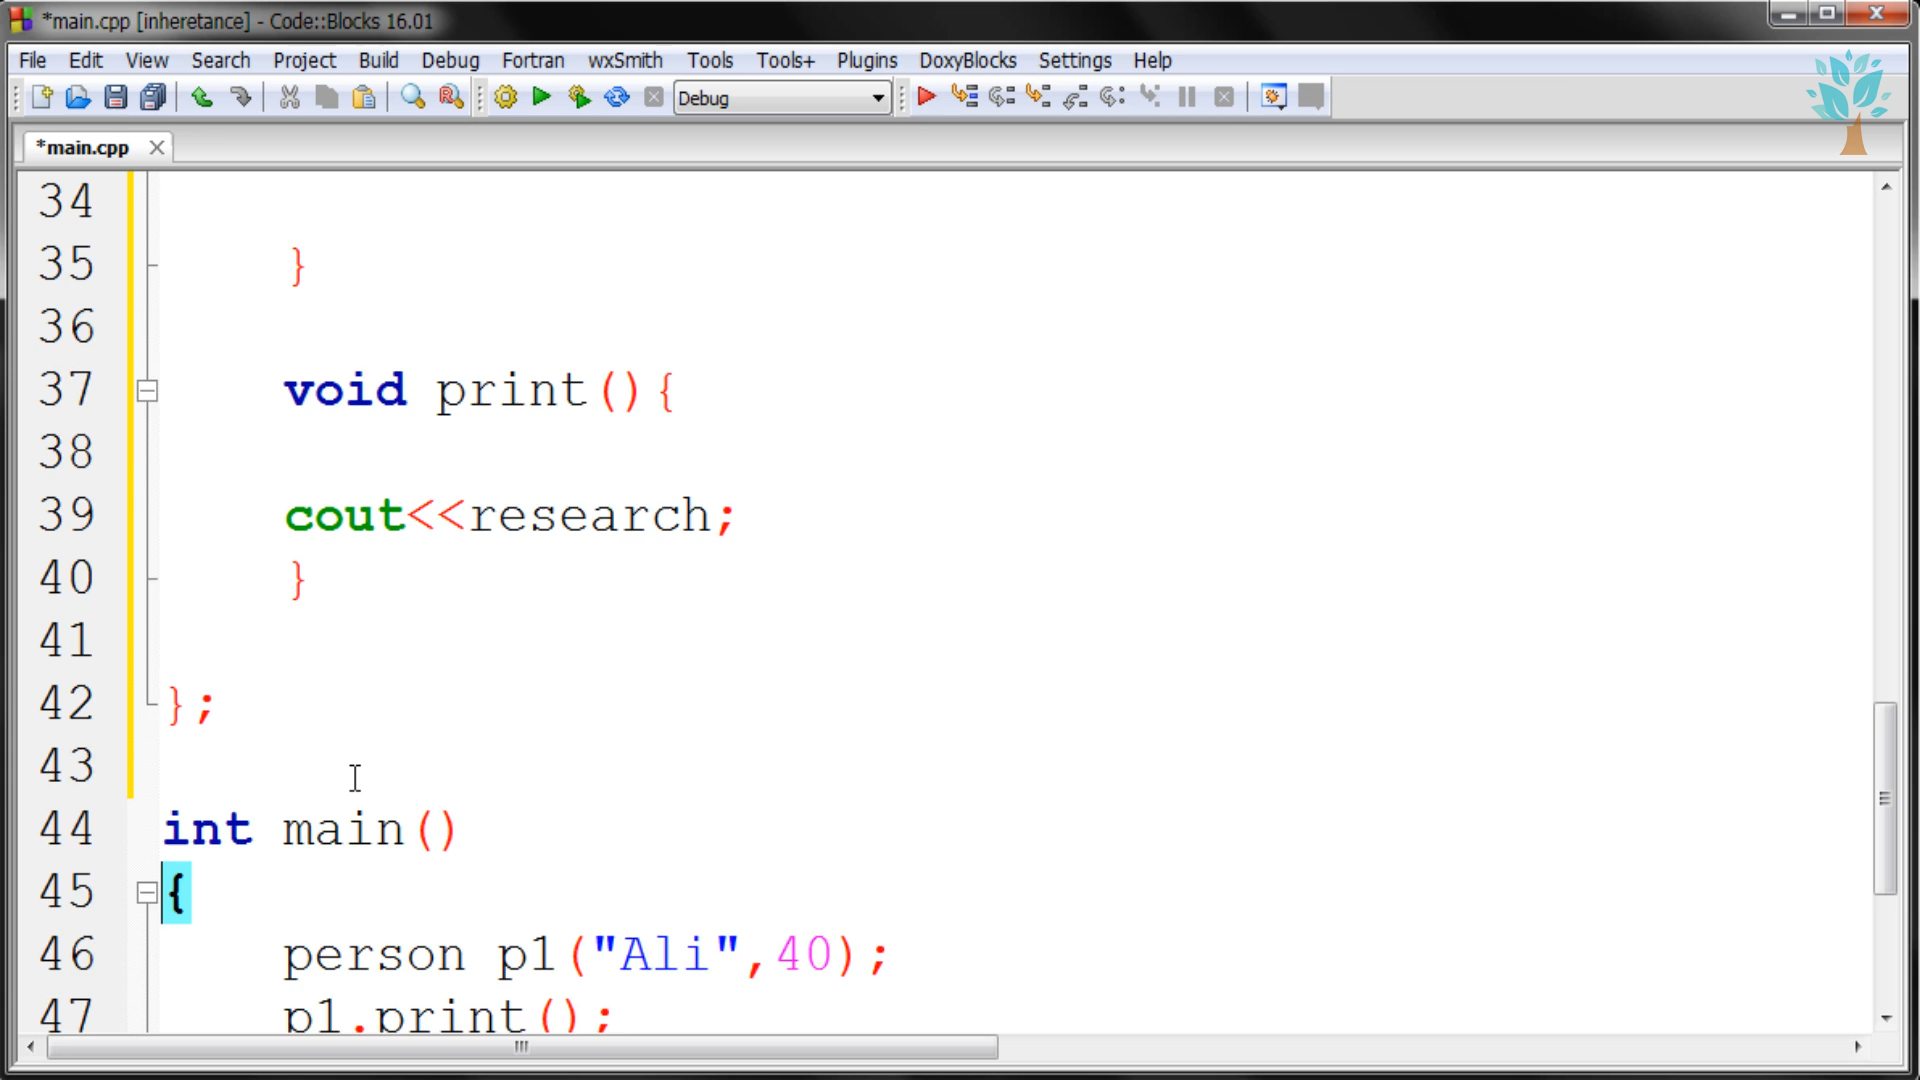 *main.cpp [inheretance] - Code::Blocks 16.01
File Edit View Search Project Build Debug Fortran wxSmith Tools Tools+ Plugins DoxyBlocks Settings Help
Debug
*main.cpp
34
35 }
36
37 void print(){
38
39 cout<<research;
40 }
41
42 };
43
44 int main()
45 {
46 person p1("Ali",40);
47 p1.print();